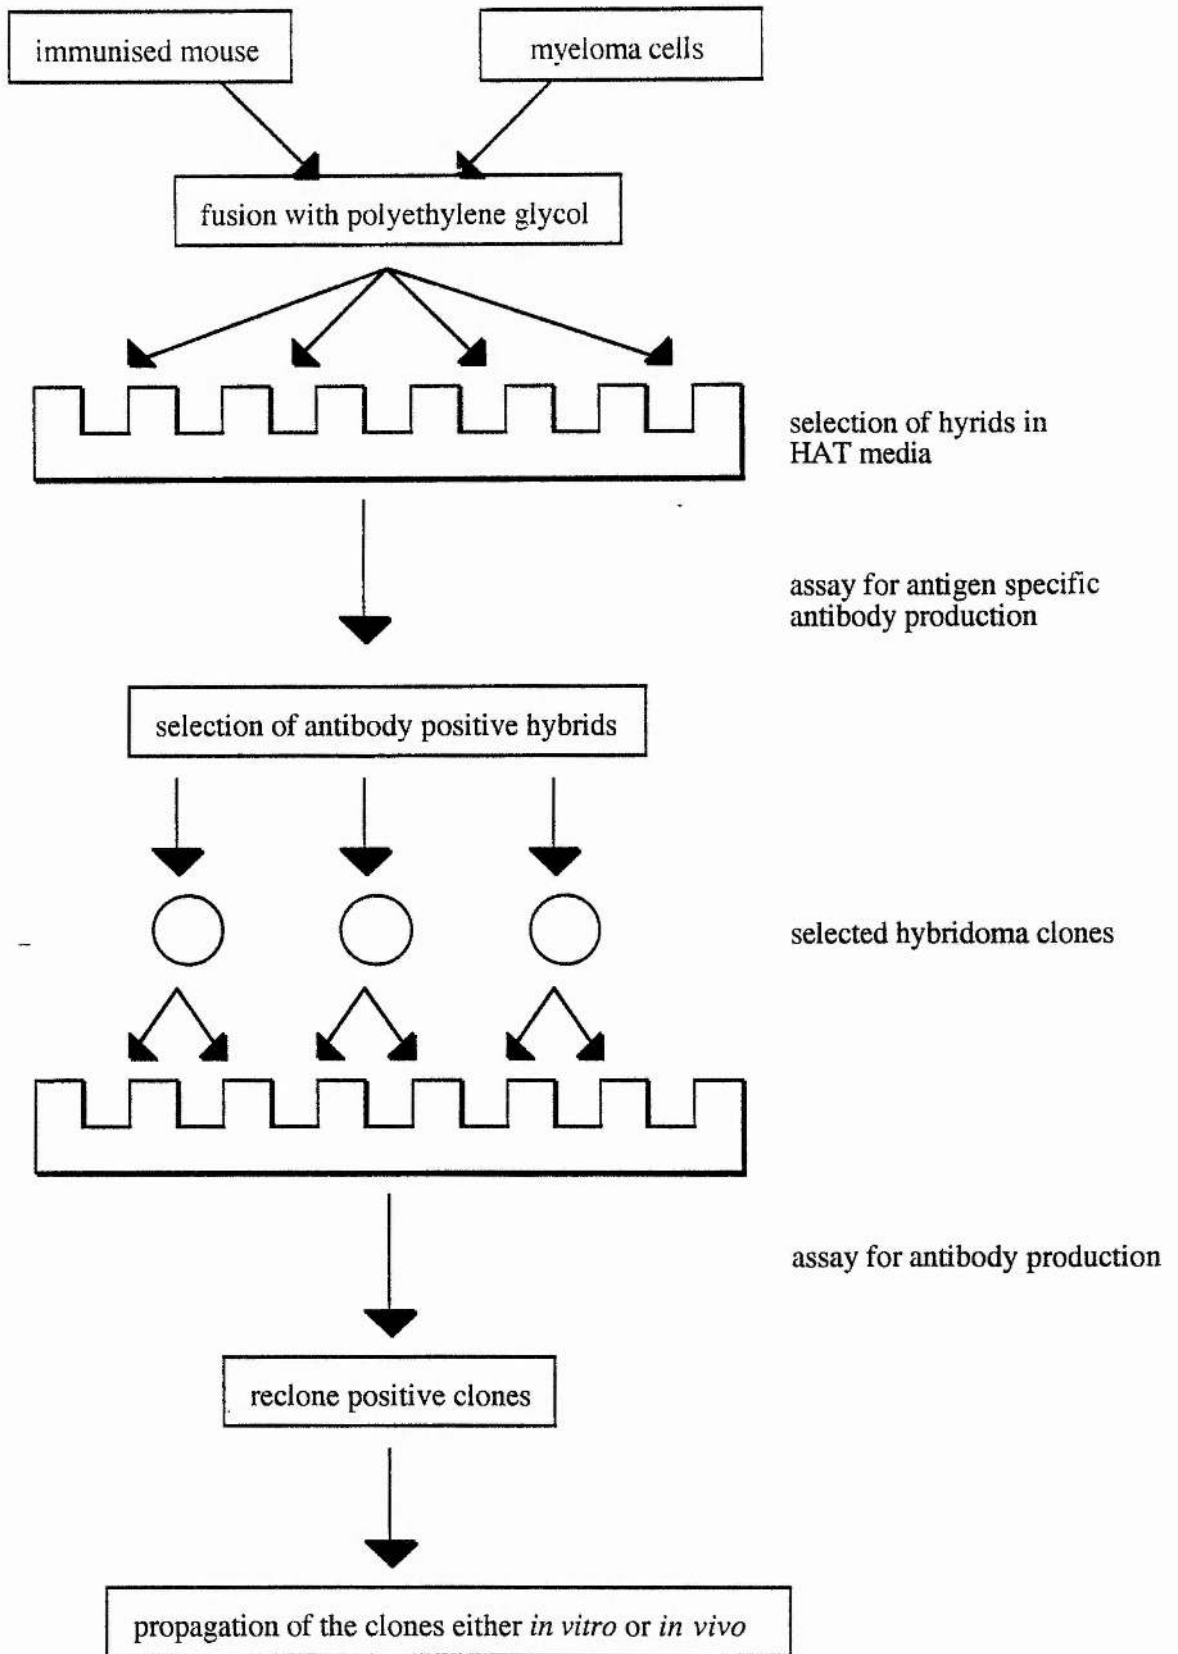 immunised mouse
myeloma cells
fusion with polyethylene glycol
selection of hyrids in
HAT media
assay for antigen specific
antibody production
selection of antibody positive hybrids
selected hybridoma clones
assay for antibody production
reclone positive clones
propagation of the clones either in vitro or in vivo